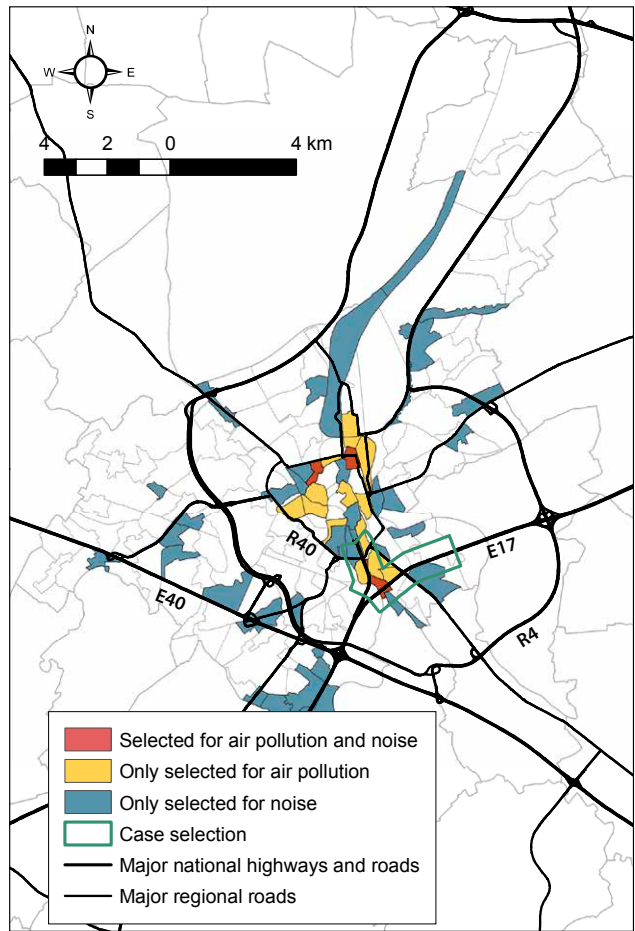 N
W E
S
4 2 0 4 km
R40
E17
E40
R4
Selected for air pollution and noise
Only selected for air pollution
Only selected for noise
Case selection
Major national highways and roads
Major regional roads